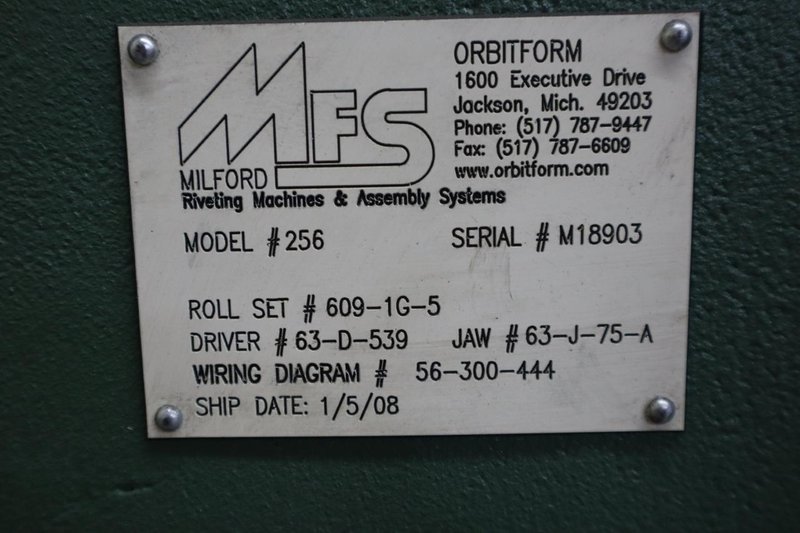 MFS
MILFORD
Riveting Machines & Assembly Systems
ORBITFORM
1600 Executive Drive
Jackson, Mich. 49203
Phone: (517) 787-9447
Fax: (517) 787-6609
www.orbitform.com
MODEL # 256 SERIAL # M18903
ROLL SET # 609-1G-5
DRIVER # 63-D-539 JAW # 63-J-75-A
WIRING DIAGRAM # 56-300-444
SHIP DATE: 1/5/08